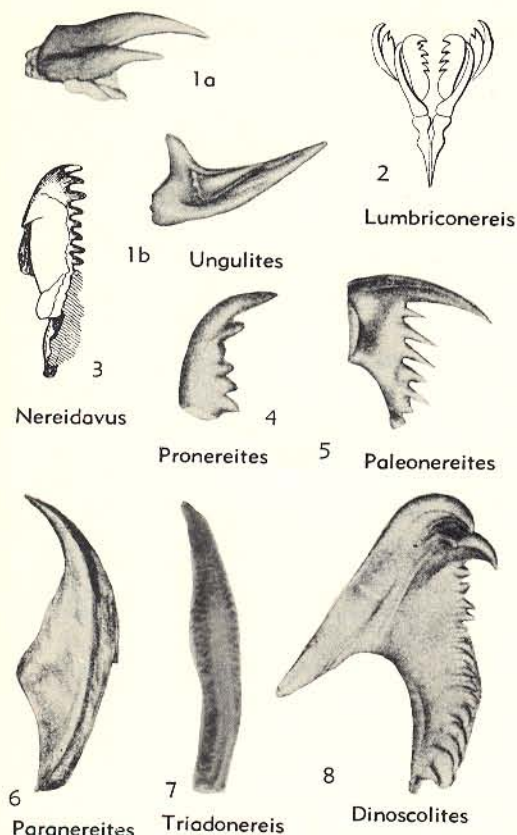 1a
2
Lumbriconereis
1b Ungulites
3
Nereidavus
4
Pronereites
5 Paleonereites
6
Paranereites
7
Triadonereis
8
Dinoscolites